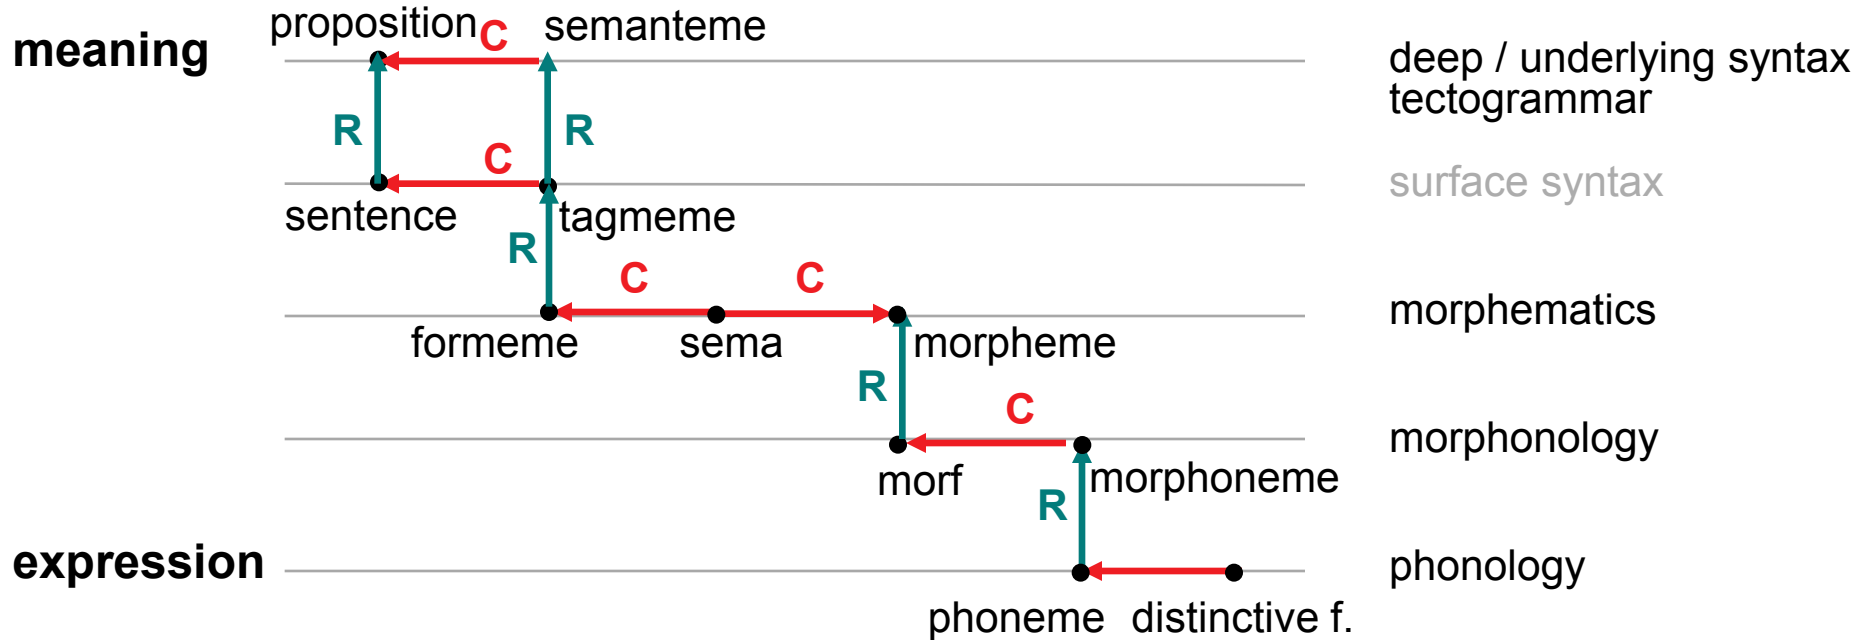 proposition C semanteme
meaning
deep / underlying syntax
tectogrammar
R R
C
surface syntax
sentence tagmeme
R
C C
morphematics
formeme sema morpheme
R
C
morphonology
morf morphoneme
R
expression
phonology
phoneme distinctive f.